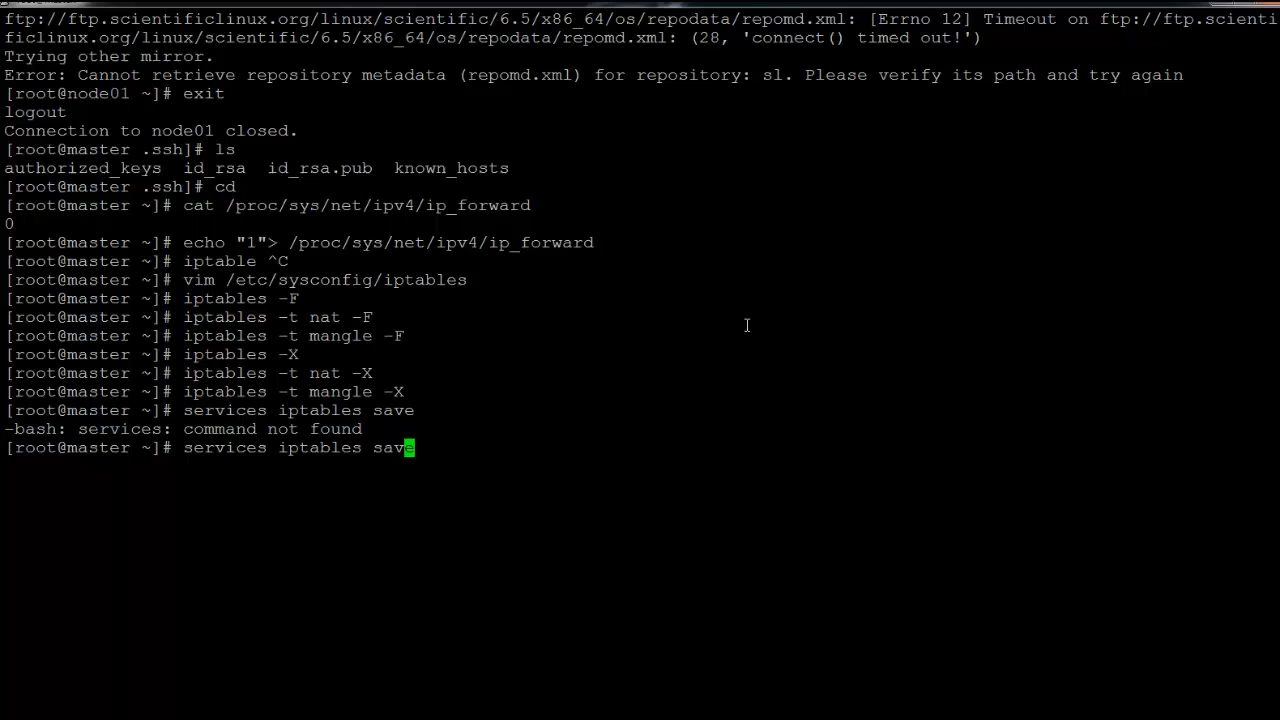 ftp://ftp.scientificlinux.org/linux/scientific/6.5/x86_64/os/repodata/repomd.xml: [Errno 12] Timeout on ftp://ftp.scienti
ficlinux.org/linux/scientific/6.5/x86_64/os/repodata/repomd.xml: (28, 'connect() timed out!')
Trying other mirror.
Error: Cannot retrieve repository metadata (repomd.xml) for repository: sl. Please verify its path and try again
[root@node01 ~]# exit
logout
Connection to node01 closed.
[root@master .ssh]# ls
authorized_keys  id_rsa  id_rsa.pub  known_hosts
[root@master .ssh]# cd
[root@master ~]# cat /proc/sys/net/ipv4/ip_forward
0
[root@master ~]# echo "1"> /proc/sys/net/ipv4/ip_forward
[root@master ~]# iptable ^C
[root@master ~]# vim /etc/sysconfig/iptables
[root@master ~]# iptables -F
[root@master ~]# iptables -t nat -F
[root@master ~]# iptables -t mangle -F
[root@master ~]# iptables -X
[root@master ~]# iptables -t nat -X
[root@master ~]# iptables -t mangle -X
[root@master ~]# services iptables save
-bash: services: command not found
[root@master ~]# services iptables save